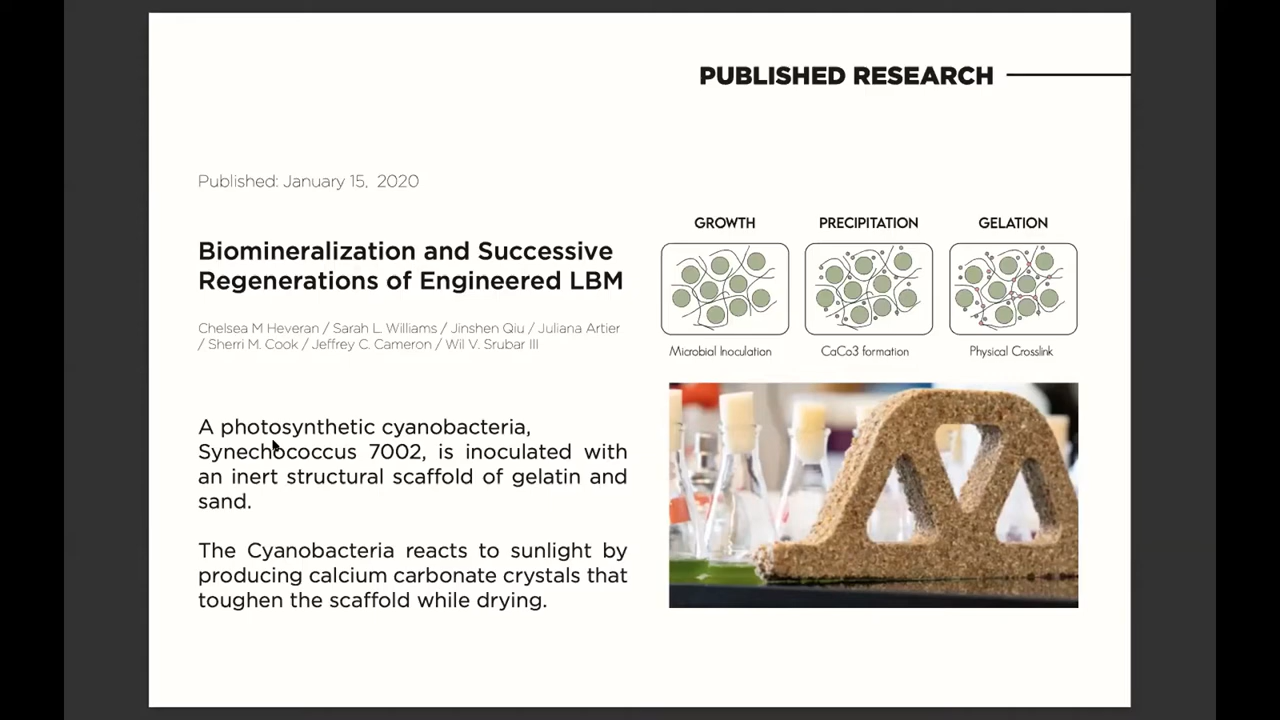 PUBLISHED RESEARCH
Published: January 15, 2020
Biomineralization and Successive
Regenerations of Engineered LBM
Chelsea M Heveran / Sarah L. Williams / Jinshen Qiu / Juliana Artier
/ Sherri M. Cook / Jeffrey C. Cameron / Wil V. Srubar III
A photosynthetic cyanobacteria,
Synechococcus 7002, is inoculated with
an inert structural scaffold of gelatin and
sand.
The Cyanobacteria reacts to sunlight by
producing calcium carbonate crystals that
toughen the scaffold while drying.
GROWTH
PRECIPITATION
GELATION
Microbial Inoculation
CaCo3 formation
Physical Crosslink